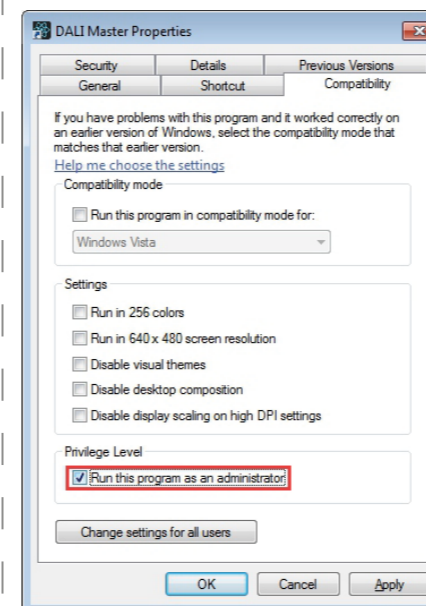 DALI Master Properties
Security Details Previous Versions
General Shortcut Compatibility
If you have problems with this program and it worked correctly on
an earlier version of Windows, select the compatibility mode that
matches that earlier version.
Help me choose the settings
Compatibility mode
Run this program in compatibility mode for:
Windows Vista
Settings
Run in 256 colors
Run in 640 x 480 screen resolution
Disable visual themes
Disable desktop composition
Disable display scaling on high DPI settings
Privilege Level
Run this program as an administrator
Change settings for all users
OK Cancel Apply